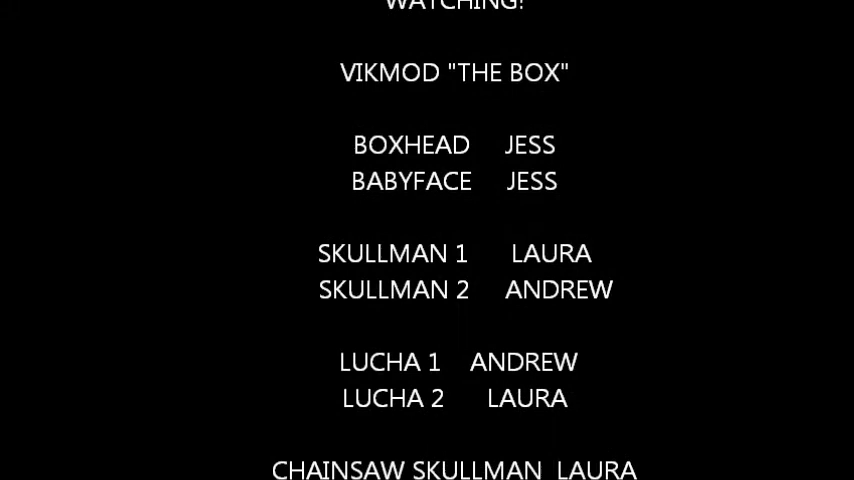 WATCHING!
VIKMOD "THE BOX"
BOXHEAD JESS
BABYFACE JESS
SKULLMAN 1 LAURA
SKULLMAN 2 ANDREW
LUCHA 1 ANDREW
LUCHA 2 LAURA
CHAINSAW SKULLMAN LAURA